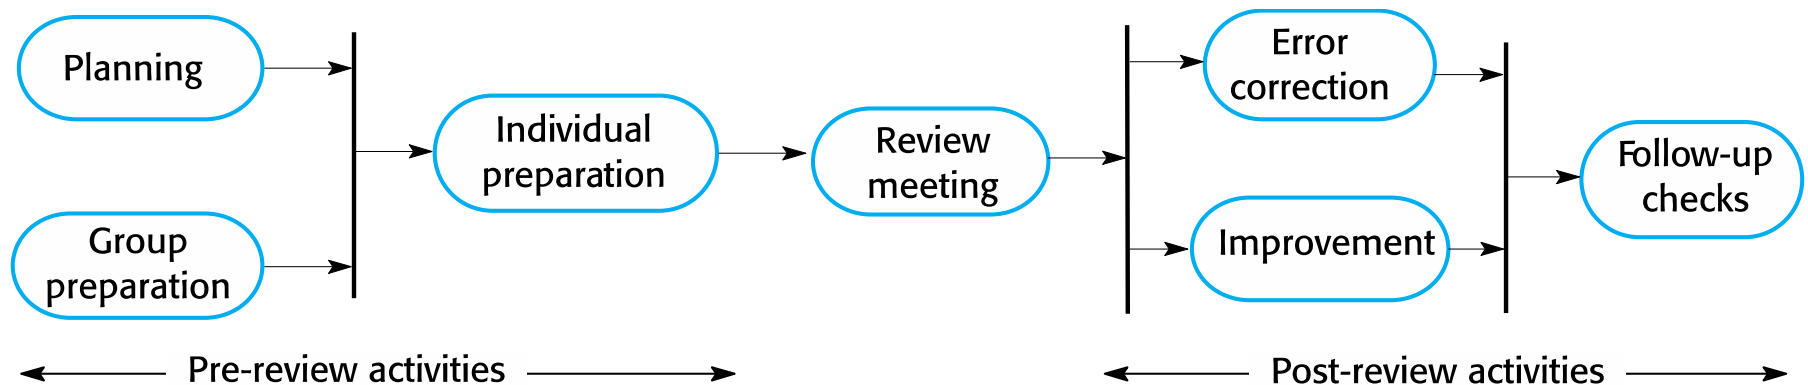 Planning
Group
preparation
Individual
preparation
Review
meeting
Error
correction
Improvement
Follow-up
checks
Pre-review activities
Post-review activities